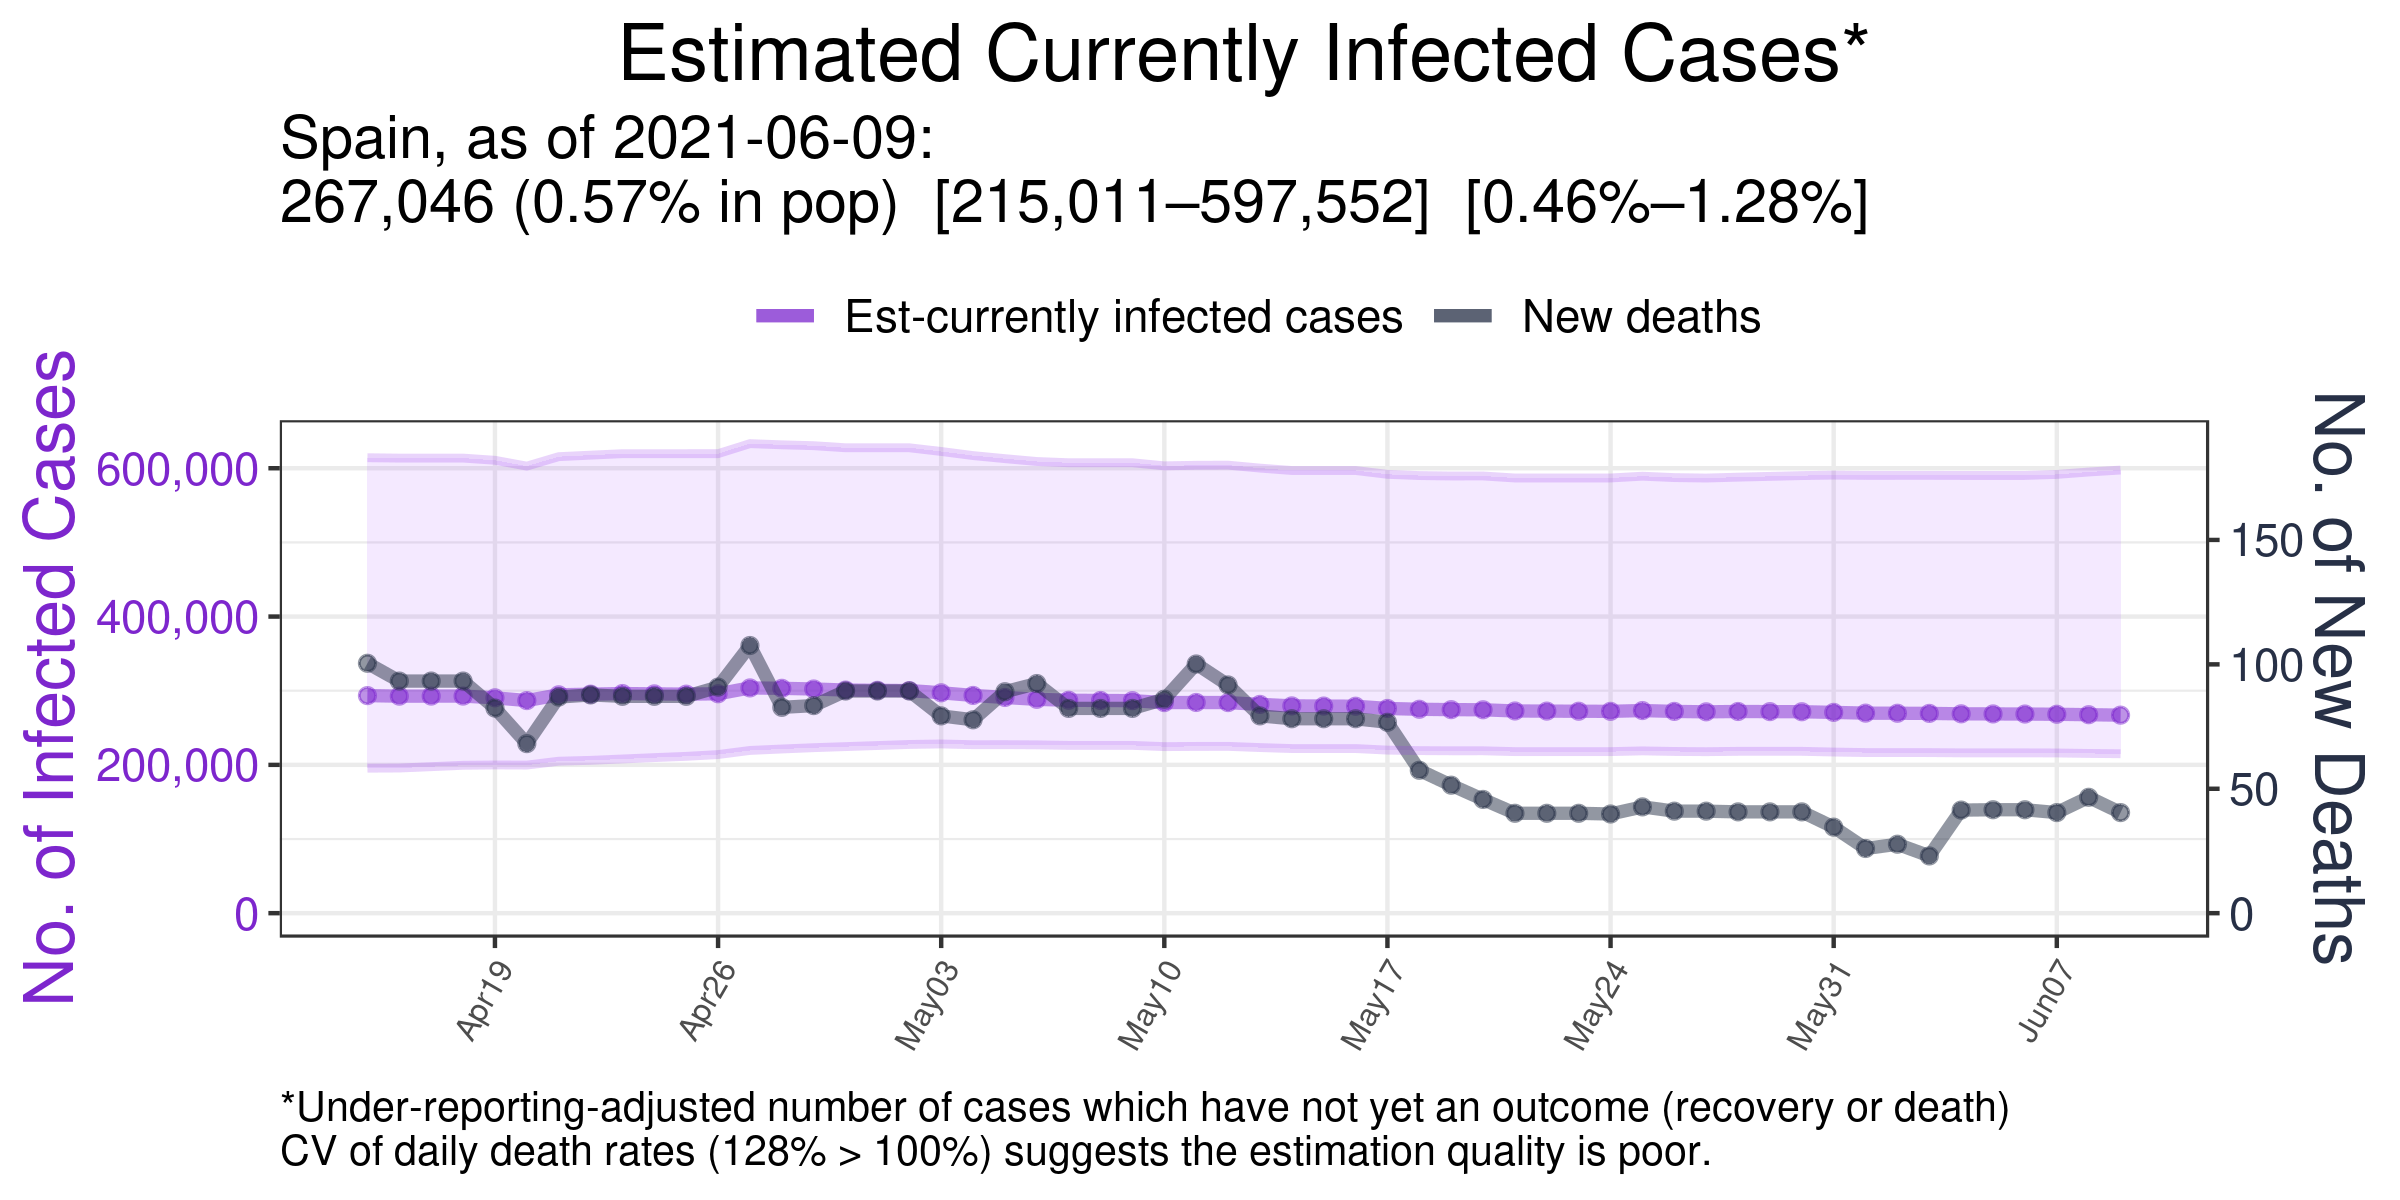 Estimated Currently Infected Cases*
Spain, as of 2021-06-09:
267,046 (0.57% in pop) [215,011–597,552] [0.46%–1.28%]
Est-currently infected cases
New deaths
No. of Infected Cases
600,000
400,000
200,000
0
150
100
50
0
No. of New Deaths
Apr19
Apr26
May03
May10
May17
May24
May31
Jun07
*Under-reporting-adjusted number of cases which have not yet an outcome (recovery or death)
CV of daily death rates (128% > 100%) suggests the estimation quality is poor.